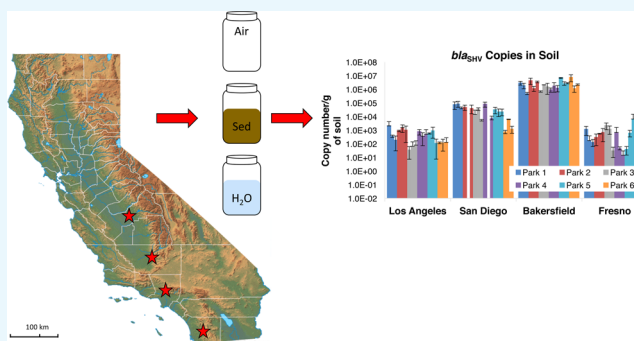 100 km
Air
Sed
H₂O
bla_SHV Copies in Soil
Copy number/g of soil
1.0E+08
1.0E+07
1.0E+06
1.0E+05
1.0E+04
1.0E+03
1.0E+02
1.0E+01
1.0E+00
1.0E-01
1.0E-02
Park 1 Park 2 Park 3
Park 4 Park 5 Park 6
Los Angeles San Diego Bakersfield Fresno